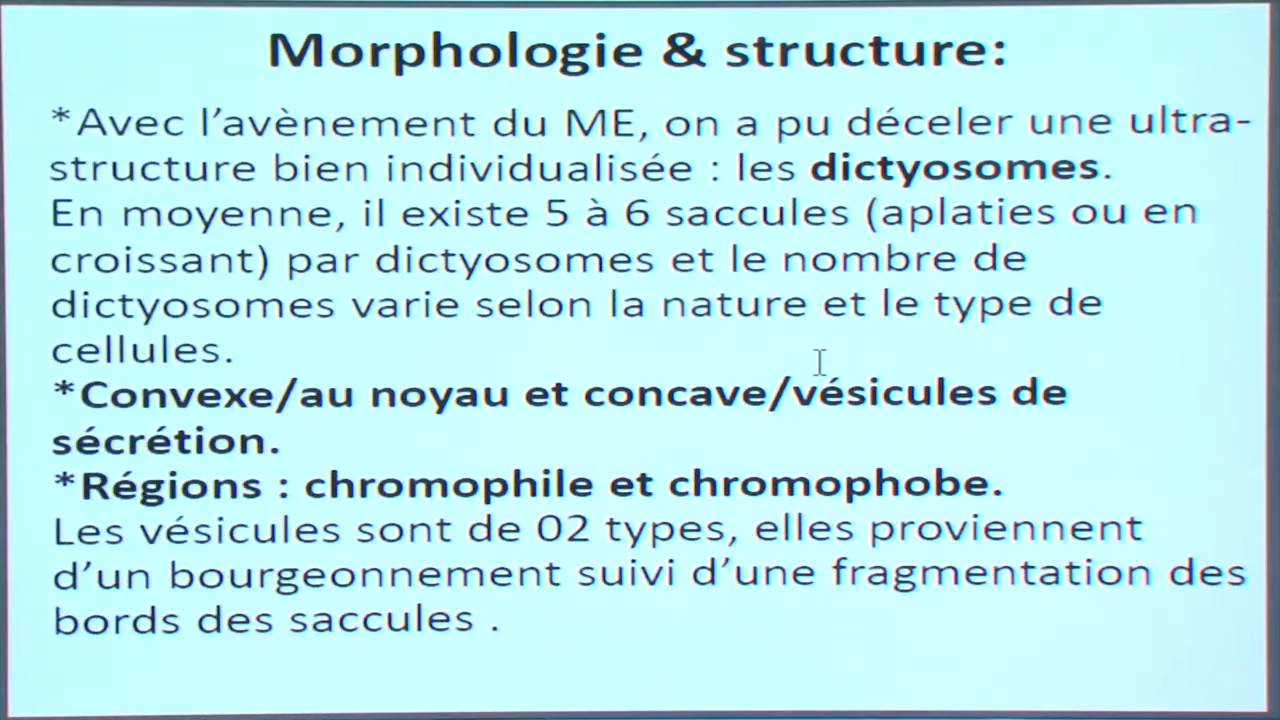 Morphologie & structure:
*Avec l’avènement du ME, on a pu déceler une ultra-
structure bien individualisée : les dictyosomes.
En moyenne, il existe 5 à 6 saccules (aplaties ou en
croissant) par dictyosomes et le nombre de
dictyosomes varie selon la nature et le type de
cellules.
*Convexe/au noyau et concave/vésicules de
sécrétion.
*Régions : chromophile et chromophobe.
Les vésicules sont de 02 types, elles proviennent
d’un bourgeonnement suivi d’une fragmentation des
bords des saccules .